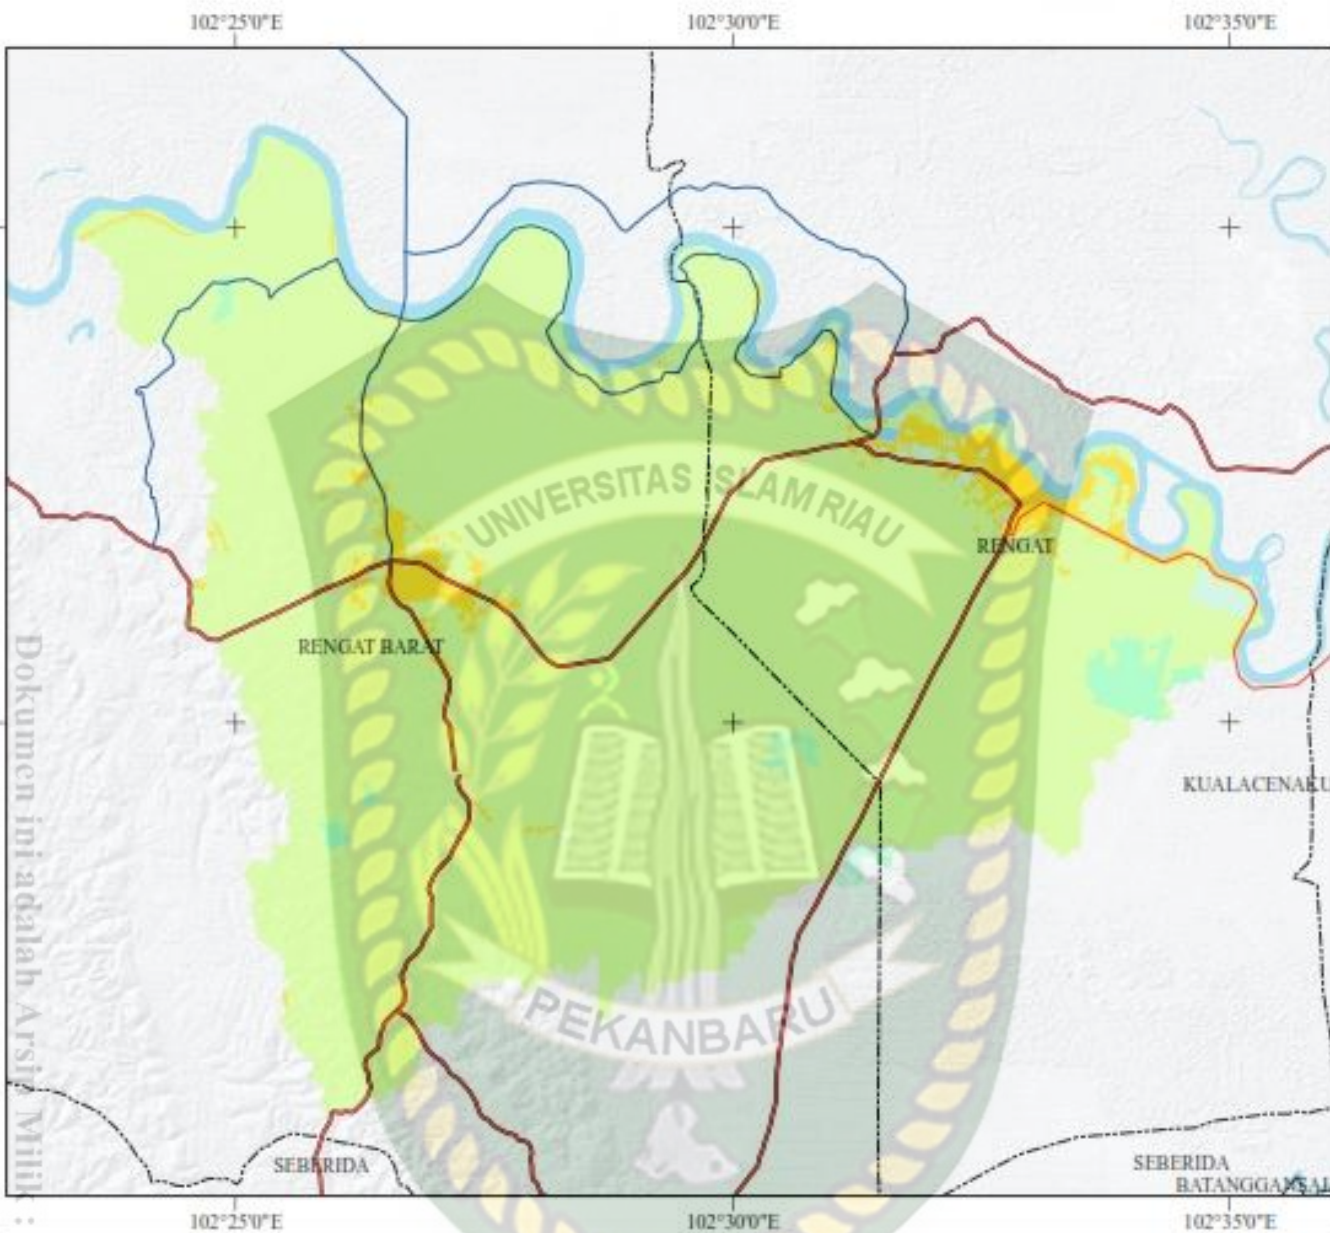 102°25'0"E 102°30'0"E 102°35'0"E
UNIVERSITAS ISLAM RIAU
RENGAT
RENGAT BARAT
KUALACENAKU
PEKANBARU
SEBERIDA
SEBERIDA
BATANGGANSAL
102°25'0"E 102°30'0"E 102°35'0"E
Dokumen ini adalah Arsip Milik :